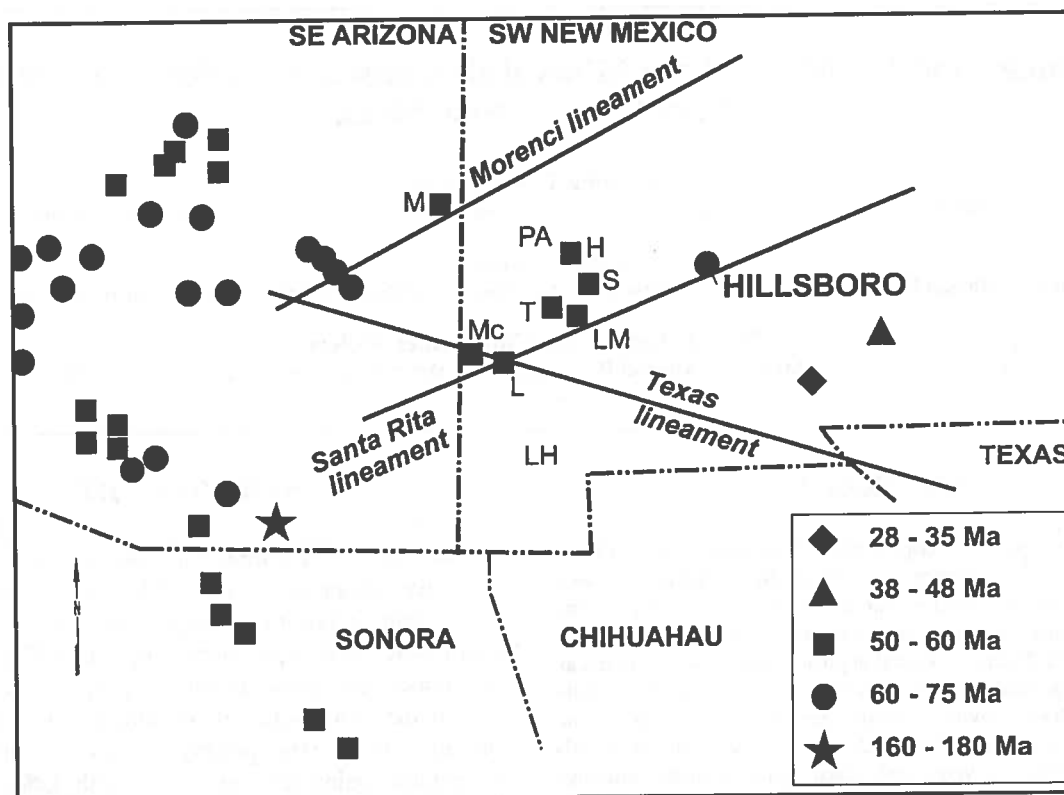 SE ARIZONA
SW NEW MEXICO
Morenci lineament
M
PA
H
S
HILLSBORO
T
LM
Mc
L
Texas
lineament
Santa Rita
lineament
LH
TEXAS
28 - 35 Ma
38 - 48 Ma
50 - 60 Ma
60 - 75 Ma
160 - 180 Ma
N
SONORA
CHIHUAHAU